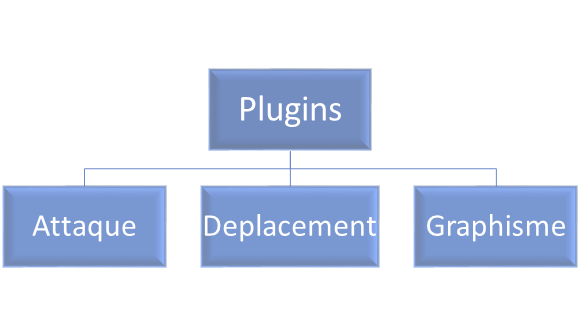 Plugins
Attaque
Deplacement
Graphisme